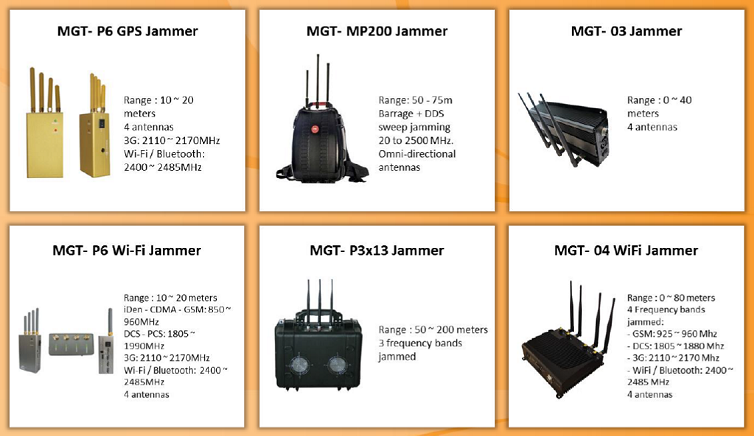 MGT- P6 GPS Jammer
Range : 10 ~ 20
meters
4 antennas
3G: 2110 ~ 2170MHz
Wi-Fi / Bluetooth:
2400 ~ 2485MHz
MGT- MP200 Jammer
Range: 50 - 75m
Barrage + DDS
sweep jamming
20 to 2500 MHz.
Omni-directional
antennas
MGT- 03 Jammer
Range : 0 ~ 40
meters
4 antennas
MGT- P6 Wi-Fi Jammer
Range : 10 ~ 20 meters
iDen - CDMA - GSM: 850 ~
960MHz
DCS - PCS: 1805 ~
1990MHz
3G: 2110 ~ 2170MHz
Wi-Fi / Bluetooth: 2400 ~
2485MHz
4 antennas
MGT- P3x13 Jammer
Range : 50 ~ 200 meters
3 frequency bands
jammed
MGT- 04 WiFi Jammer
Range : 0 ~ 80 meters
4 Frequency bands
jammed:
- GSM: 925 ~ 960 Mhz
- DCS: 1805 ~ 1880 Mhz
- 3G: 2110 ~ 2170 Mhz
- WiFi / Bluetooth: 2400 ~
2485 MHz
4 antennas